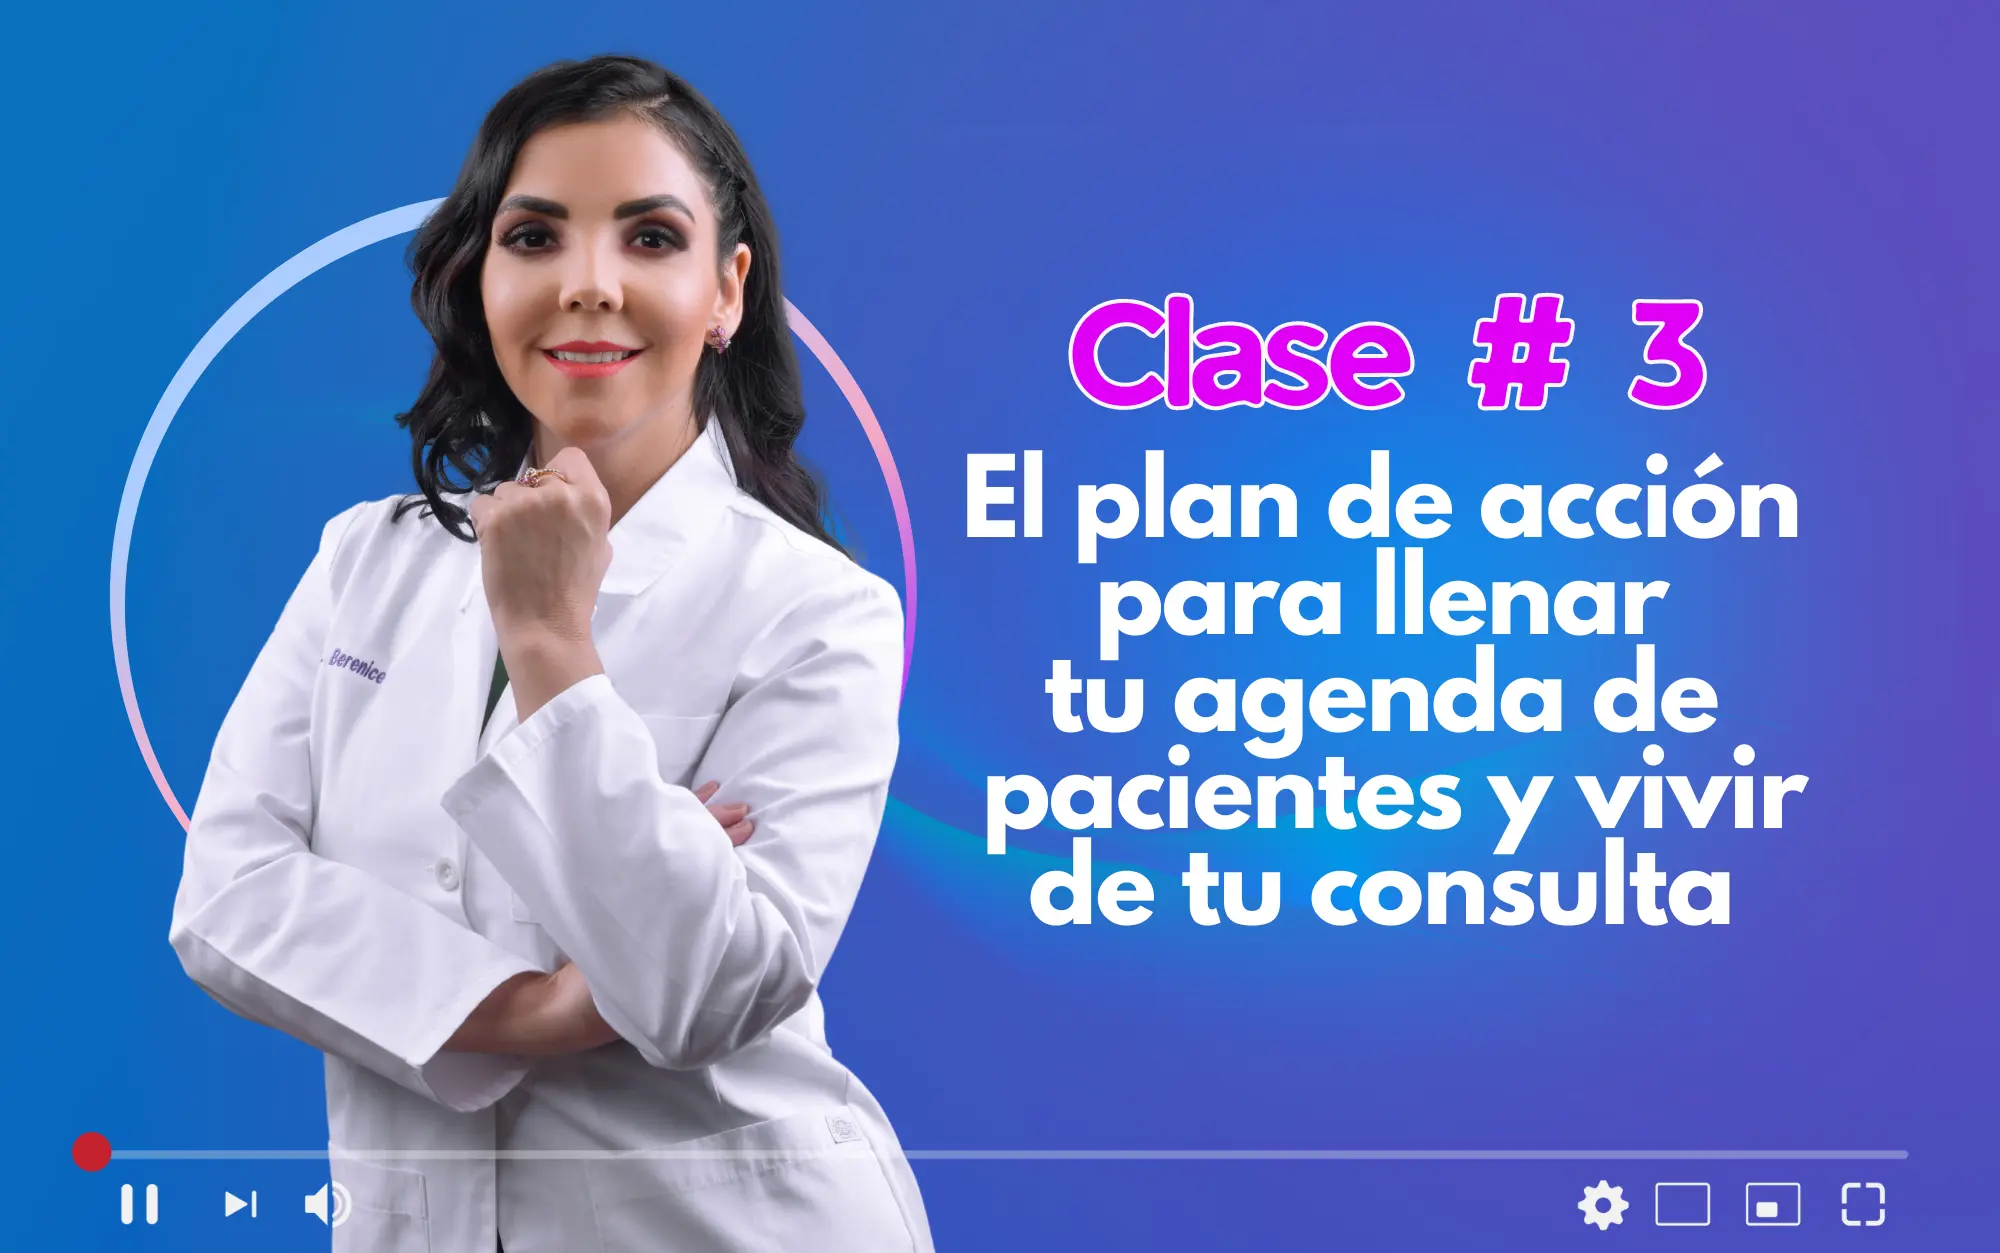 Clase # 3
El plan de acción
para llenar
tu agenda de
pacientes y vivir
de tu consulta
Berenice